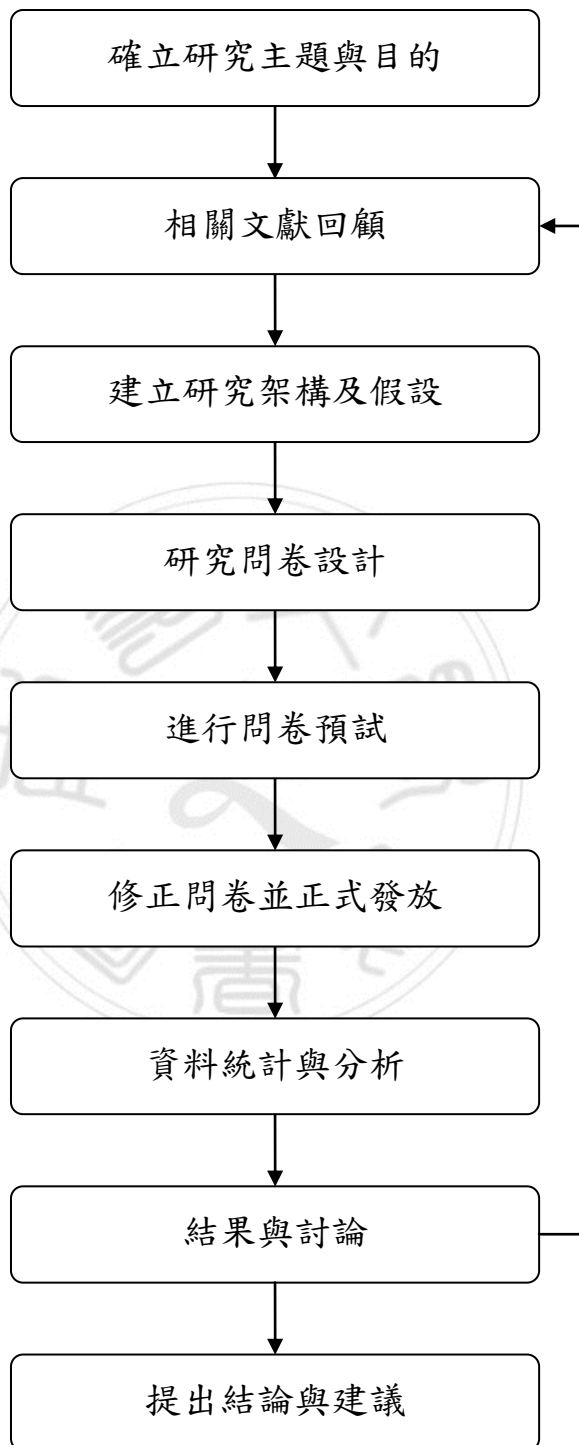 確立研究主題與目的
相關文獻回顧
建立研究架構及假設
研究問卷設計
進行問卷預試
修正問卷並正式發放
資料統計與分析
結果與討論
提出結論與建議